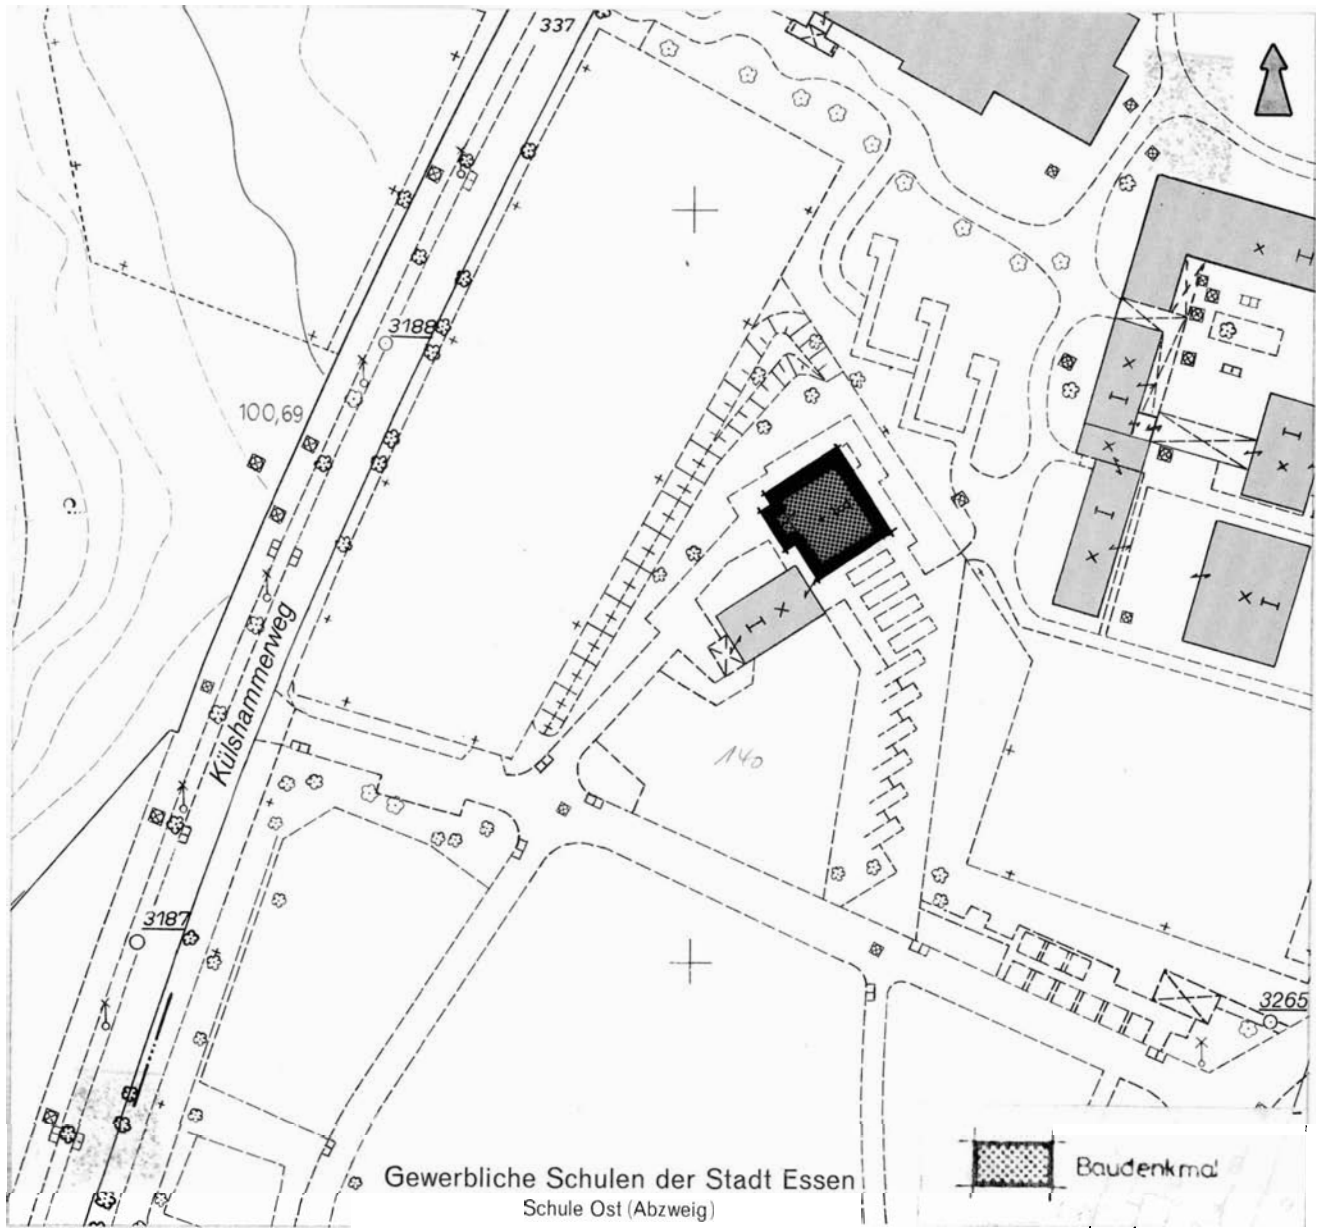 337
3188
100,69
Külshammerweg
140
3187
3265
Baudenkmal
Gewerbliche Schulen der Stadt Essen
Schule Ost (Abzweig)